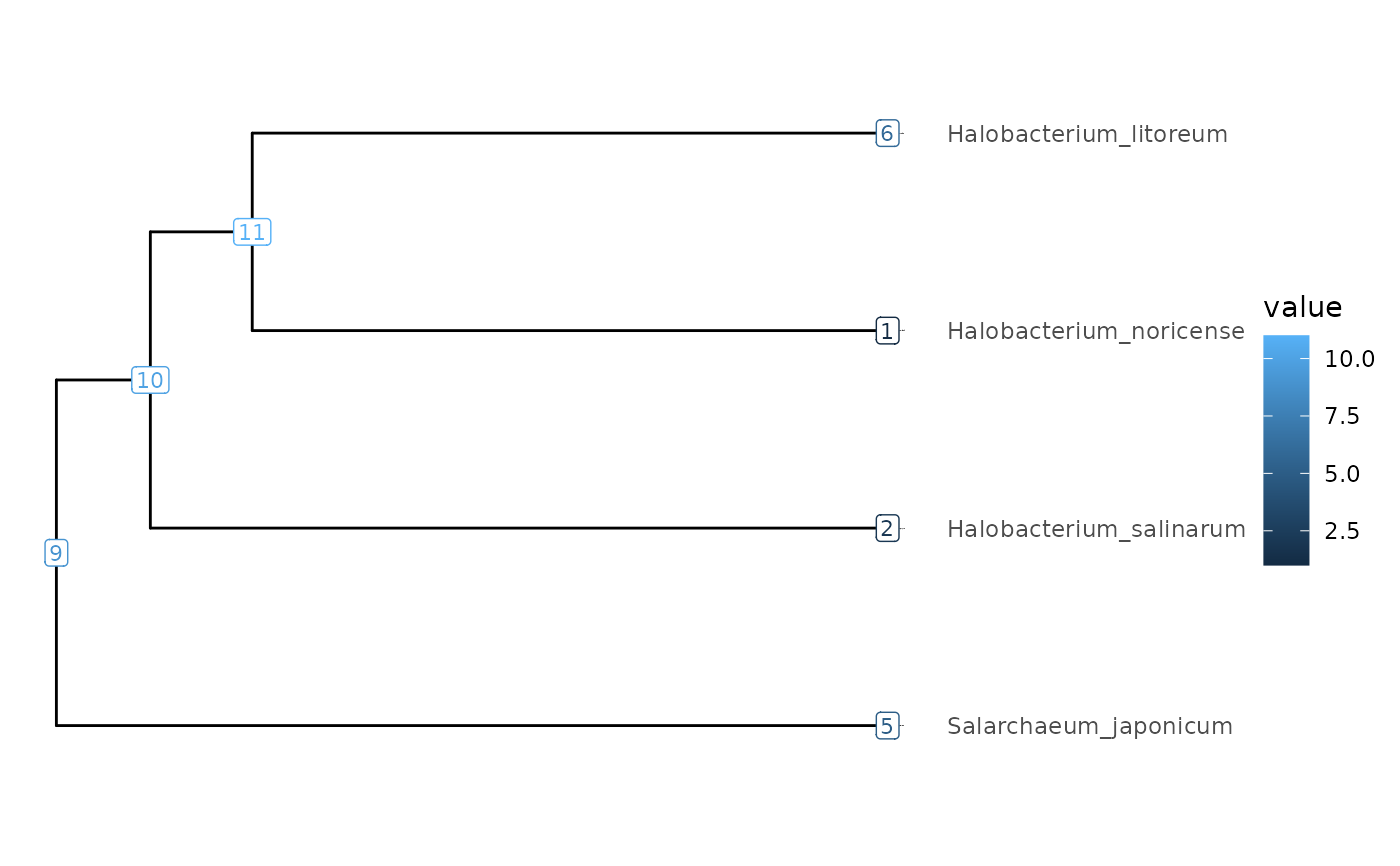 6 Halobacterium_litoreum
11
1 Halobacterium_noricense
10
2 Halobacterium_salinarum
9
5 Salarchaeum_japonicum
value
10.0
7.5
5.0
2.5